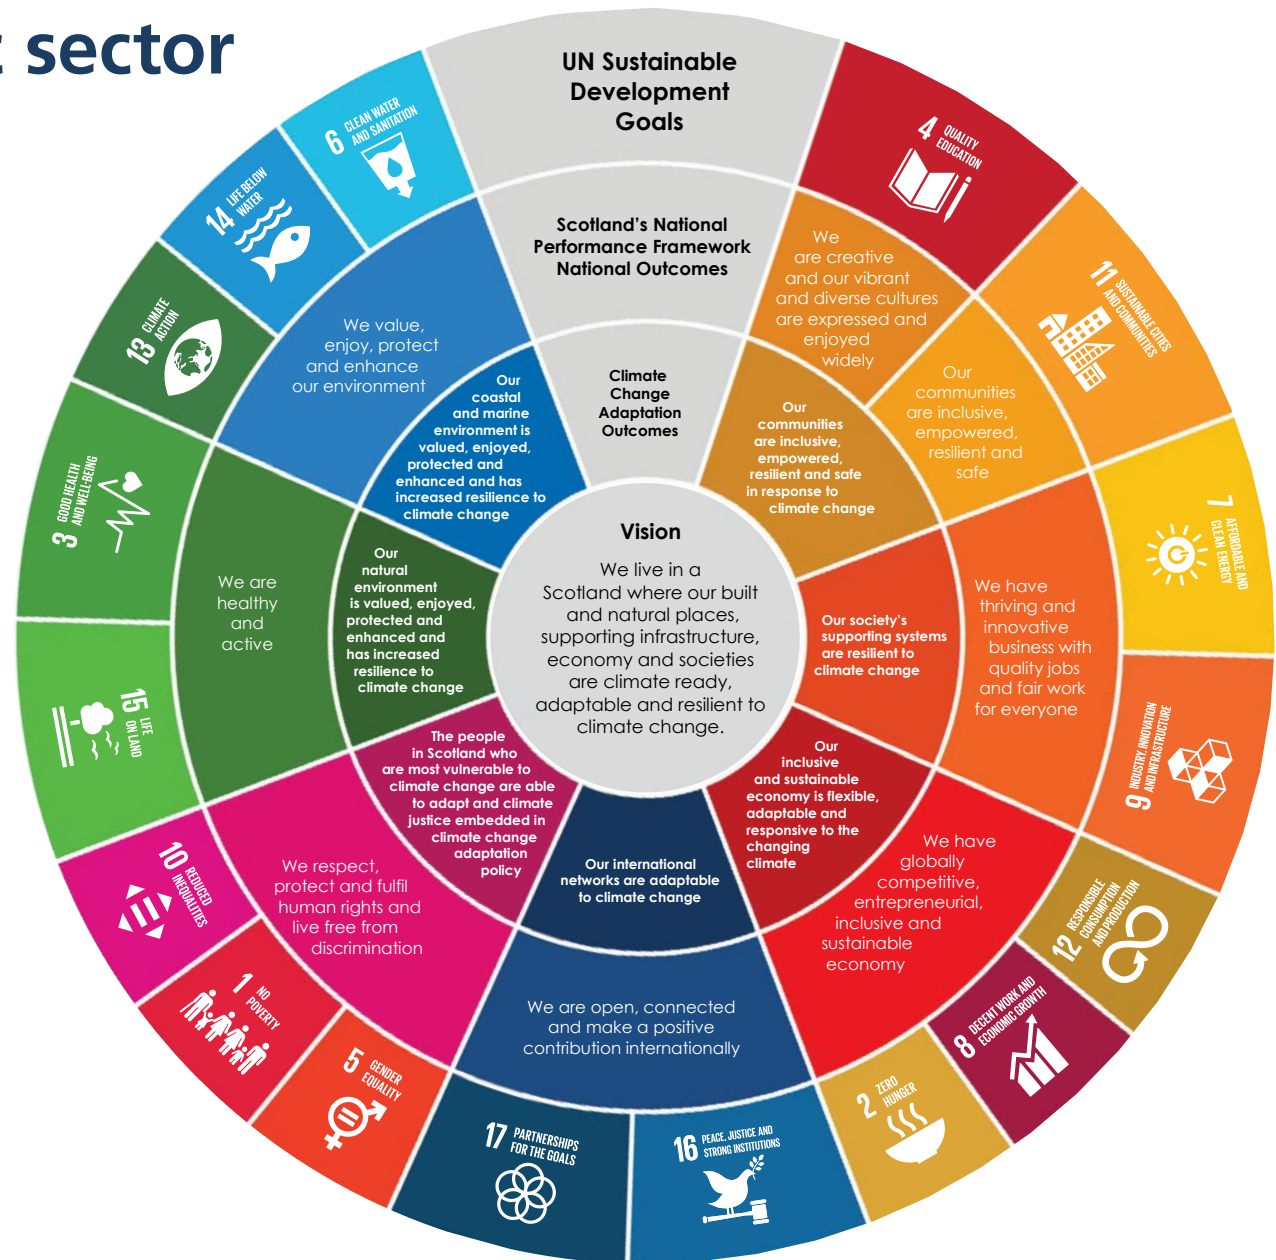 sector
UN Sustainable
Development
Goals
Scotland's National
Performance Framework
National Outcomes
Climate
Change
Adaptation
Outcomes
Vision
We live in a
Scotland where our built
and natural places,
supporting infrastructure,
economy and societies
are climate ready,
adaptable and resilient to
climate change.
4 QUALITY
EDUCATION
11 SUSTAINABLE CITIES
AND COMMUNITIES
7 AFFORDABLE AND
CLEAN ENERGY
9 INDUSTRY, INNOVATION
AND INFRASTRUCTURE
12 RESPONSIBLE
CONSUMPTION
AND PRODUCTION
8 DECENT WORK AND
ECONOMIC GROWTH
2 ZERO
HUNGER
16 PEACE, JUSTICE AND
STRONG INSTITUTIONS
17 PARTNERSHIPS
FOR THE GOALS
5 GENDER
EQUALITY
1 NO
POVERTY
10 REDUCED
INEQUALITIES
15 LIFE
ON LAND
3 GOOD HEALTH
AND WELL-BEING
13 CLIMATE
ACTION
14 LIFE BELOW
WATER
6 CLEAN WATER
AND SANITATION
We
are creative
and our vibrant
and diverse cultures
are expressed and
enjoyed
widely
Our
communities
are inclusive,
empowered,
resilient and
safe
We have
thriving and
innovative
business with
quality jobs
and fair work
for everyone
We have
globally
competitive,
entrepreneurial,
inclusive and
sustainable
economy
We are open, connected
and make a positive
contribution internationally
We respect,
protect and fulfil
human rights and
live free from
discrimination
We are
healthy
and
active
We value,
enjoy, protect
and enhance
our environment
Our
communities
are inclusive,
empowered,
resilient and safe
in response to
climate change
Our society's
supporting systems
are resilient to
climate change
Our
inclusive
and sustainable
economy is flexible,
adaptable and
responsive to the
changing
climate
Our international
networks are adaptable
to climate change
The people
in Scotland who
are most vulnerable to
climate change are able
to adapt and climate
justice embedded in
climate change
adaptation
policy
Our
natural
environment
is valued, enjoyed,
protected and
enhanced and
has increased
resilience to
climate change
Our
coastal
and marine
environment is
valued, enjoyed,
protected and
enhanced and has
increased resilience to
climate change